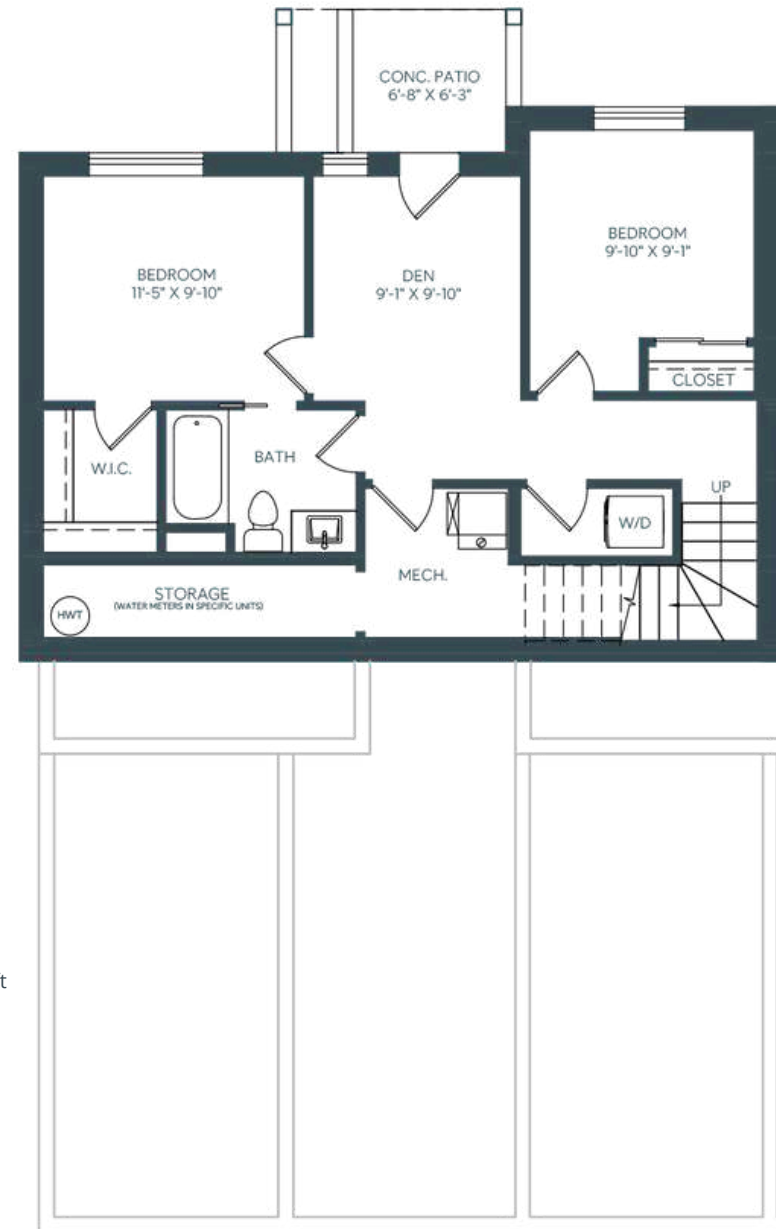 CONC. PATIO
6'-8" X 6'-3"
BEDROOM
9'-10" X 9'-1"
BEDROOM
11'-5" X 9'-10"
DEN
9'-1" X 9'-10"
CLOSET
W.I.C.
BATH
UP
W/D
MECH.
STORAGE
(WATER METERS IN SPECIFIC UNITS)
HWT
t